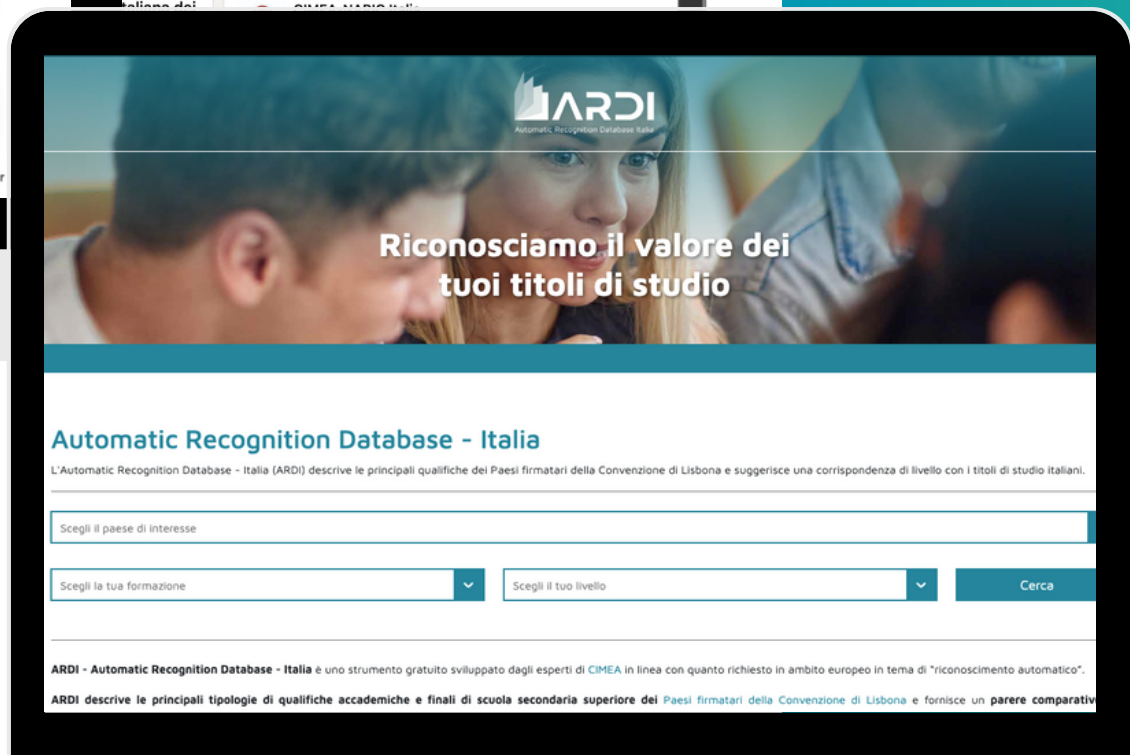 CIMEA-NARIC Italia
ARDI
Automatic Recognition Database Italia
Riconosciamo il valore dei
tuoi titoli di studio
Automatic Recognition Database - Italia
L'Automatic Recognition Database - Italia (ARDI) descrive le principali qualifiche dei Paesi firmatari della Convenzione di Lisbona e suggerisce una corrispondenza di livello con i titoli di studio italiani.
Scegli il paese di interesse
Scegli la tua formazione
Scegli il tuo livello
Cerca
ARDI - Automatic Recognition Database - Italia è uno strumento gratuito sviluppato dagli esperti di CIMEA in linea con quanto richiesto in ambito europeo in tema di "riconoscimento automatico".
ARDI descrive le principali tipologie di qualifiche accademiche e finali di scuola secondaria superiore dei Paesi firmatari della Convenzione di Lisbona e fornisce un parere comparativ